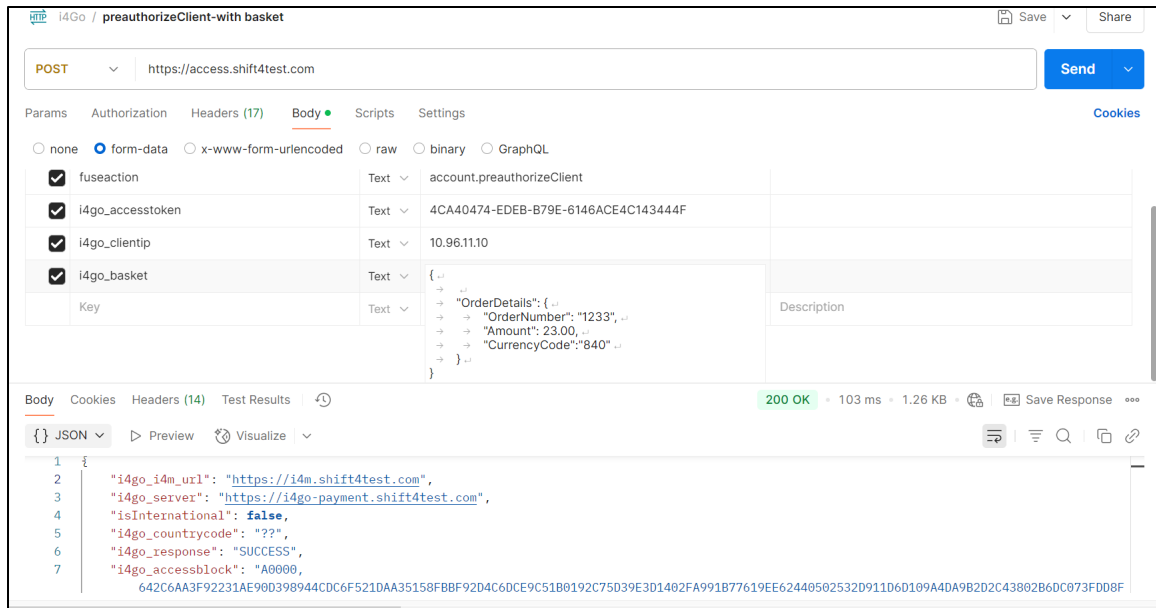 HTTP i4Go / preauthorizeClient-with basket Save Share
POST https://access.shift4test.com Send
Params Authorization Headers (17) Body Scripts Settings Cookies
none form-data x-www-form-urlencoded raw binary GraphQL
fuseaction Text account.preauthorizeClient
i4go_accesstoken Text 4CA40474-EDEB-B79E-6146ACE4C143444F
i4go_clientip Text 10.96.11.10
i4go_basket Text {
"OrderDetails": {
Key Text Description
"OrderNumber": "1233",
"Amount": 23.00,
"CurrencyCode":"840"
}
}
Body Cookies Headers (14) Test Results 200 OK • 103 ms • 1.26 KB • e.g. Save Response
{} JSON Preview Visualize
1 {
2 "i4go_i4m_url": "https://i4m.shift4test.com",
3 "i4go_server": "https://i4go-payment.shift4test.com",
4 "isInternational": false,
5 "i4go_countrycode": "??",
6 "i4go_response": "SUCCESS",
7 "i4go_accessblock": "A0000,
642C6AA3F92231AE90D398944CDC6F521DAA35158FBBF92D4C6DCE9C51B0192C75D39E3D1402FA991B77619EE62440502532D911D6D109A4DA9B2D2C43802B6DC073FDD8F